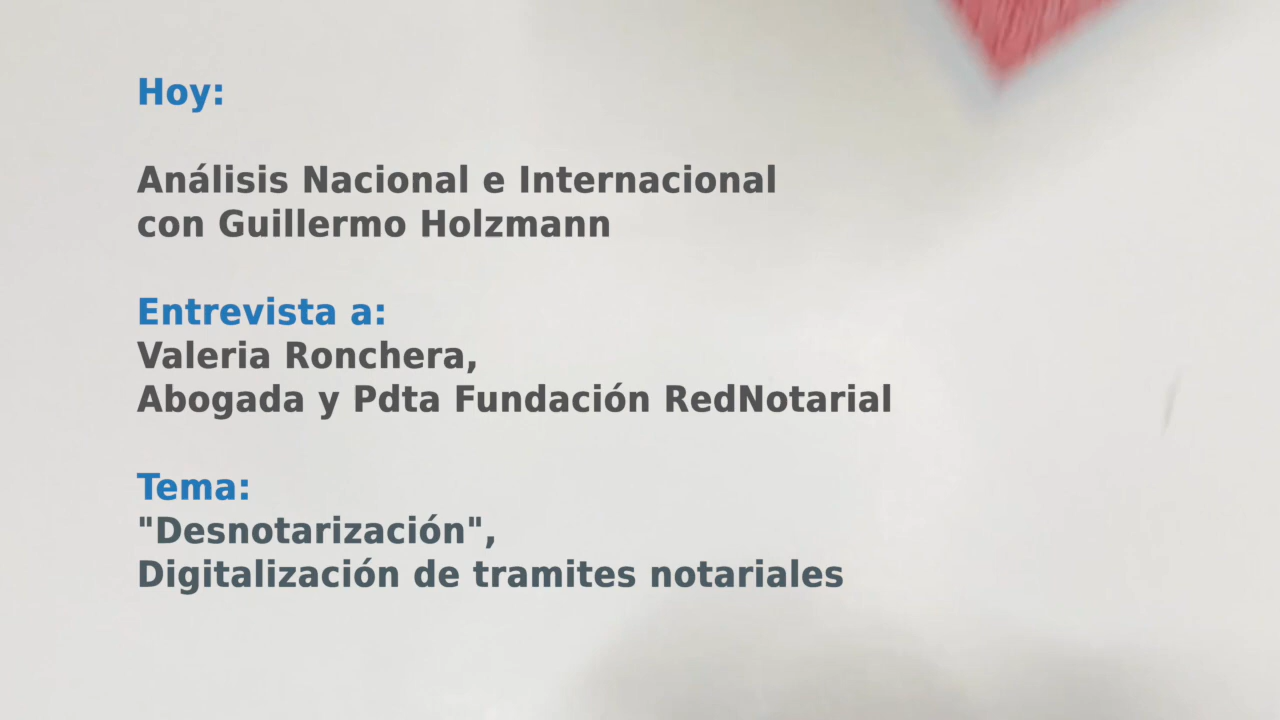 Hoy:
Análisis Nacional e Internacional
con Guillermo Holzmann
Entrevista a:
Valeria Ronchera,
Abogada y Pdta Fundación RedNotarial
Tema:
"Desnotarización",
Digitalización de tramites notariales